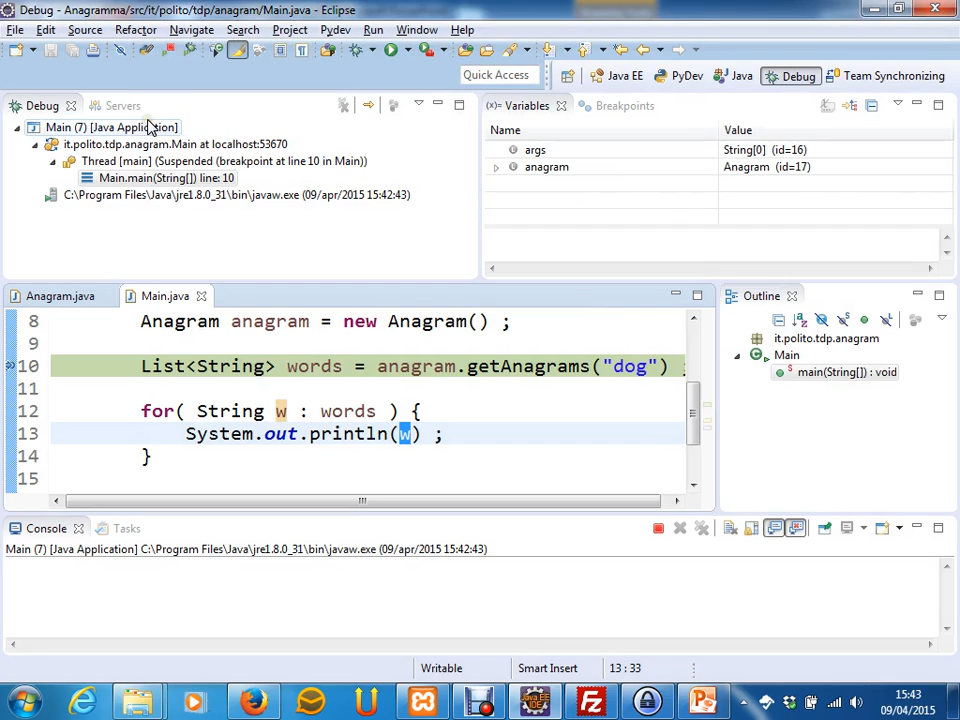 Debug - Anagramma/src/it/polito/tdp/anagram/Main.java - Eclipse
File Edit Source Refactor Navigate Search Project Pydev Run Window Help
Quick Access
Java EE PyDev Java Debug Team Synchronizing
Debug Servers
Main (7) [Java Application]
it.polito.tdp.anagram.Main at localhost:53670
Thread [main] (Suspended (breakpoint at line 10 in Main))
Main.main(String[]) line: 10
C:\Program Files\Java\jre1.8.0_31\bin\javaw.exe (09/apr/2015 15:42:43)
(x)= Variables Breakpoints
Name Value
args String[0] (id=16)
anagram Anagram (id=17)
Anagram.java Main.java
8 Anagram anagram = new Anagram() ;
9
10 List<String> words = anagram.getAnagrams("dog") ;
11
12 for( String w : words ) {
13 System.out.println(w) ;
14 }
15
Outline
it.polito.tdp.anagram
Main
main(String[]) : void
Console Tasks
Main (7) [Java Application] C:\Program Files\Java\jre1.8.0_31\bin\javaw.exe (09/apr/2015 15:42:43)
Writable Smart Insert 13 : 33
15:43
09/04/2015